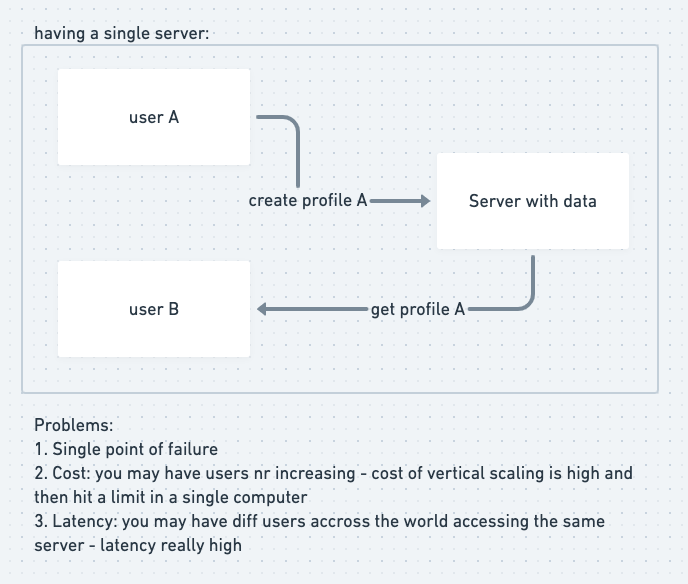 having a single server:
user A
create profile A
Server with data
user B
get profile A
Problems:
1. Single point of failure
2. Cost: you may have users nr increasing - cost of vertical scaling is high and
then hit a limit in a single computer
3. Latency: you may have diff users accross the world accessing the same
server - latency really high